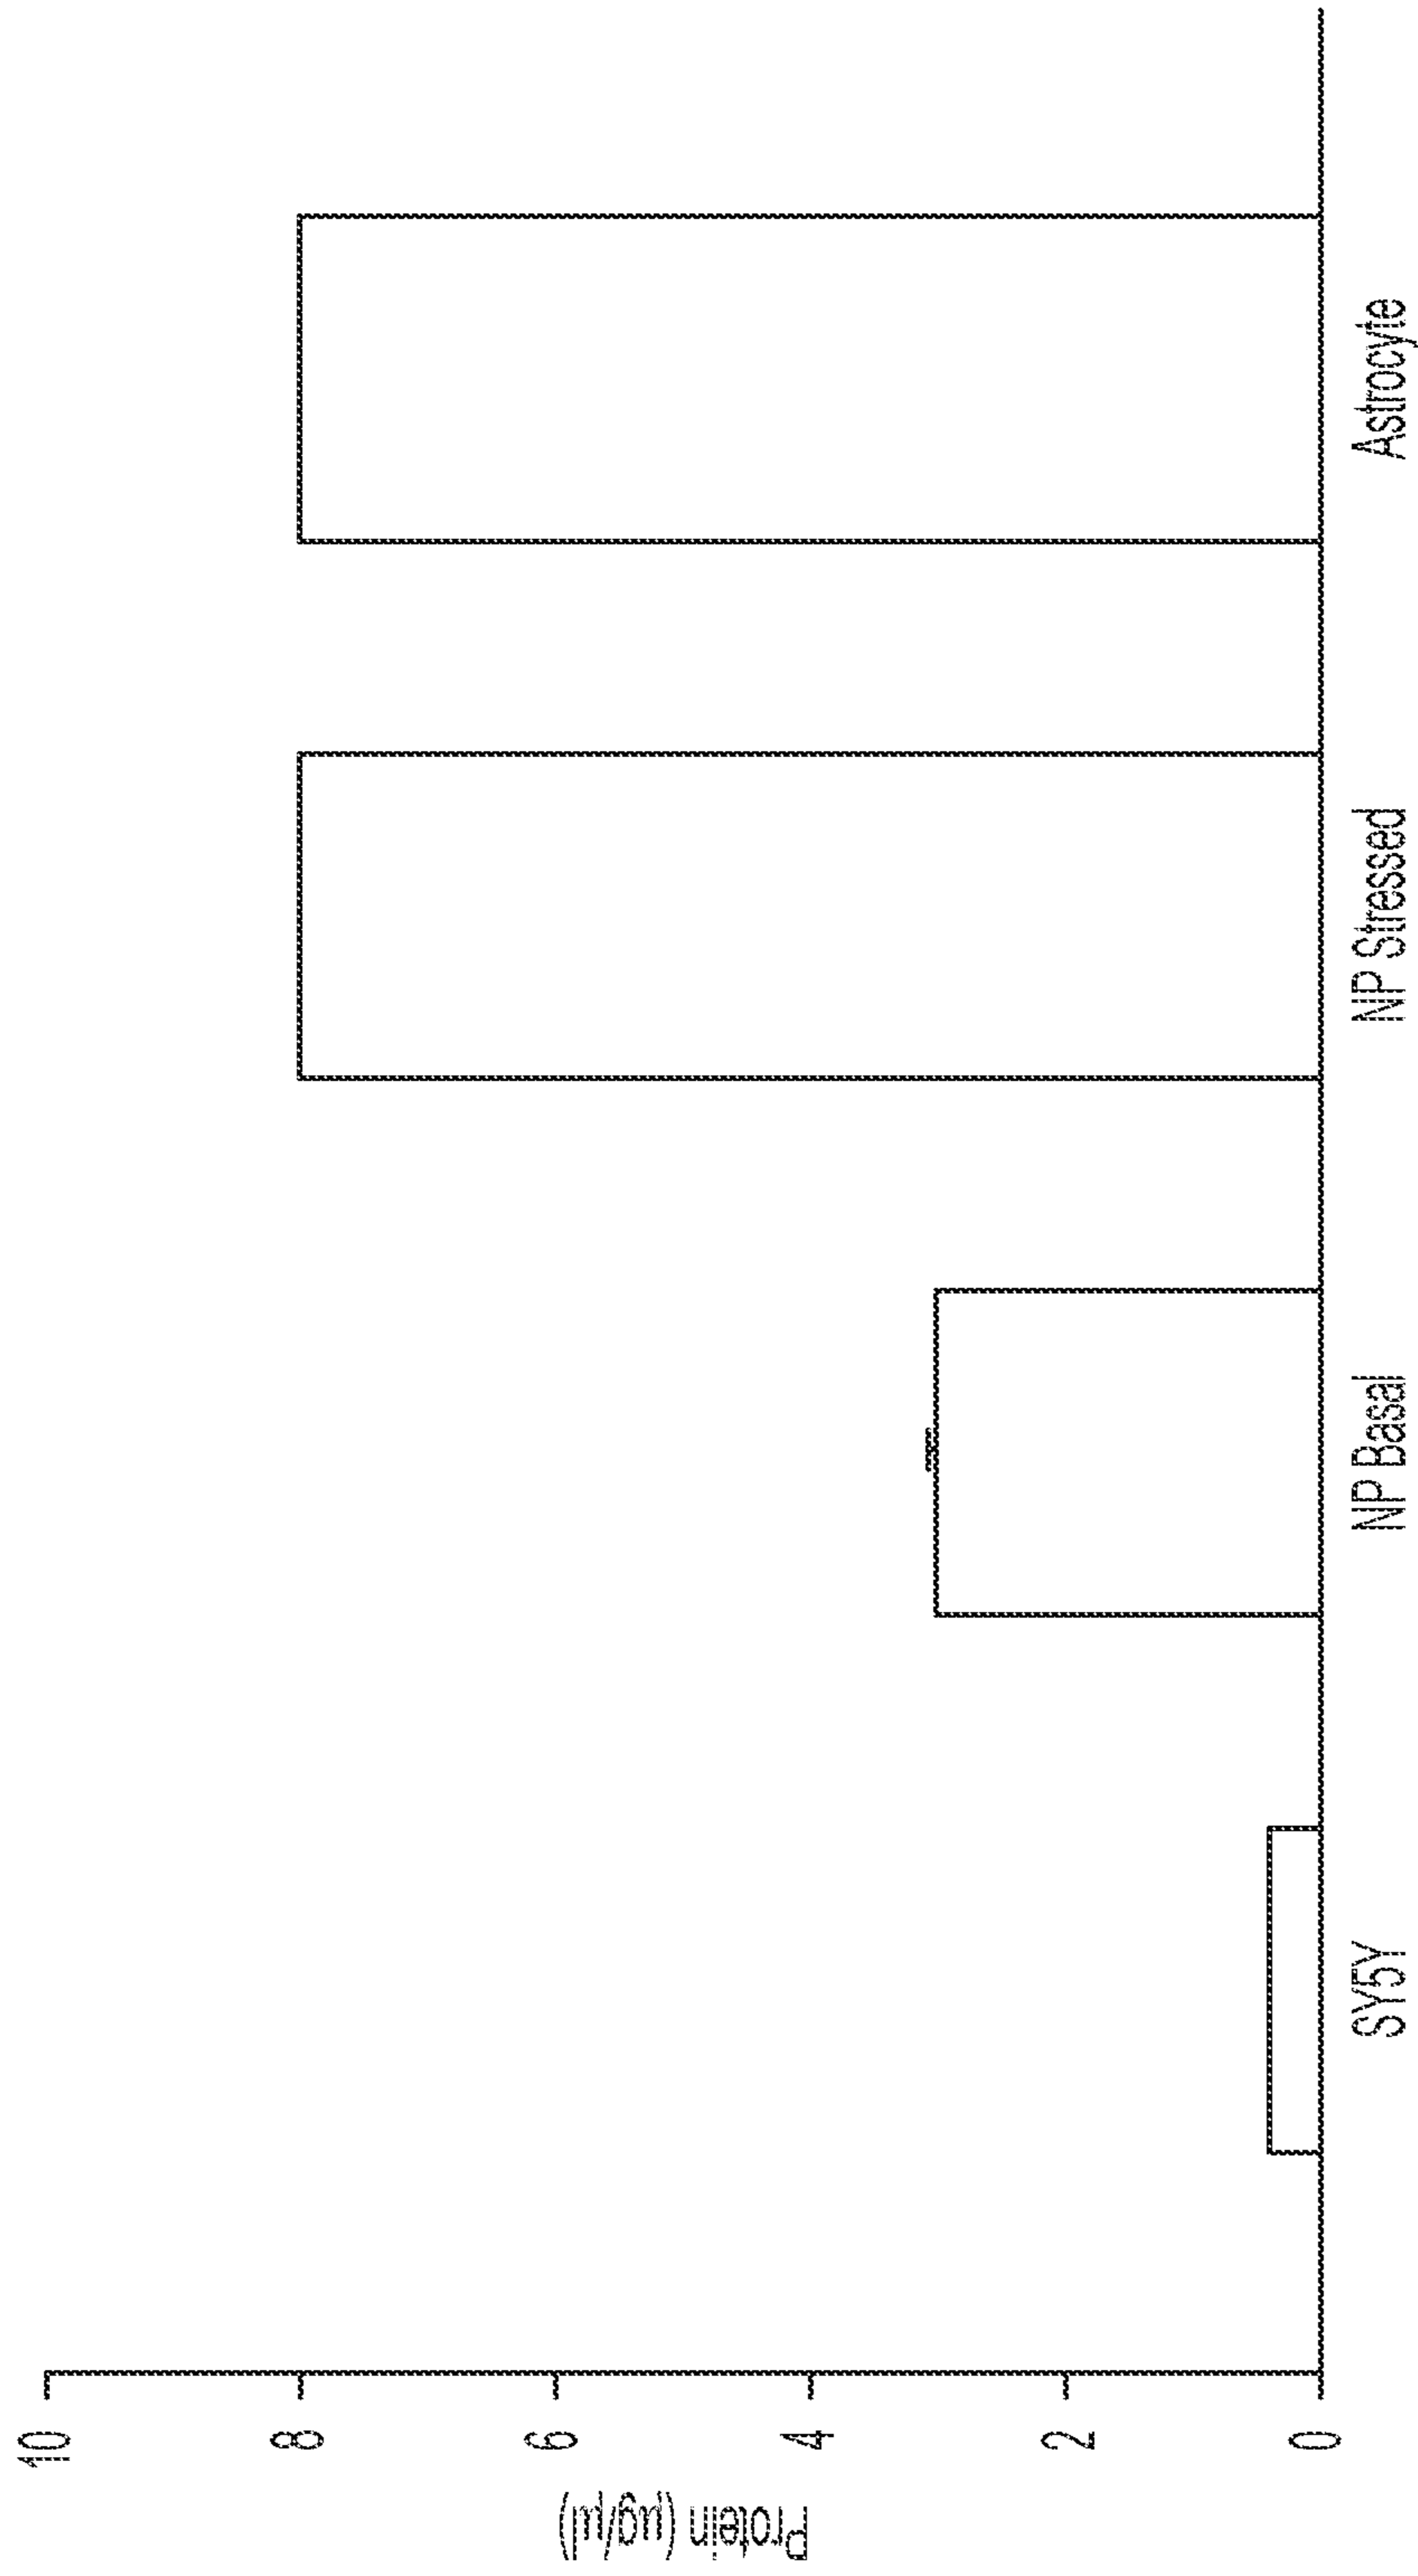 Protein (µg/µl)
10
8
6
4
2
0
SY5Y
NP Basal
NP Stressed
Astrocyte